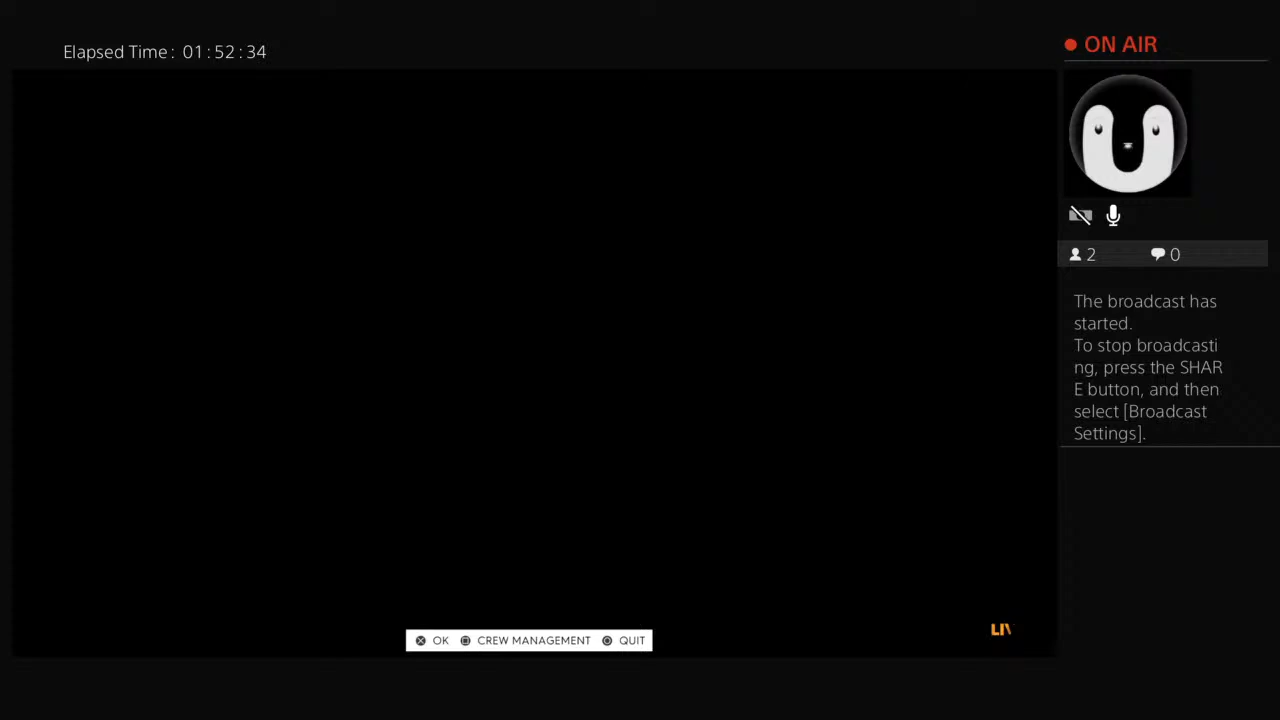 Elapsed Time: 01:52:34
ON AIR
2 0
The broadcast has
started.
To stop broadcasti
ng, press the SHAR
E button, and then
select [Broadcast
Settings].
OK CREW MANAGEMENT QUIT